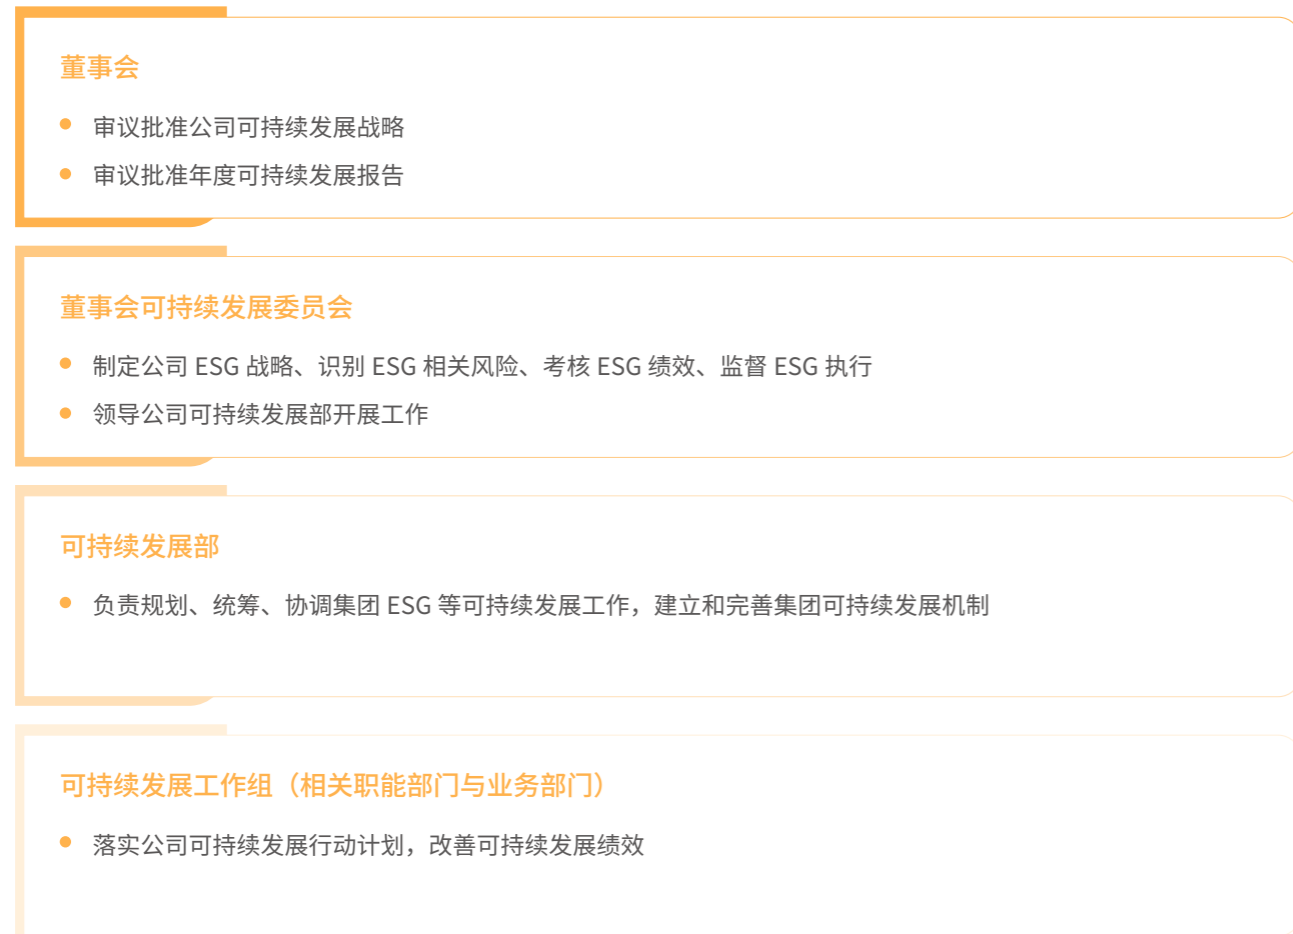 董事会
审议批准公司可持续发展战略
审议批准年度可持续发展报告
董事会可持续发展委员会
制定公司 ESG 战略、识别 ESG 相关风险、考核 ESG 绩效、监督 ESG 执行
领导公司可持续发展部开展工作
可持续发展部
负责规划、统筹、协调集团 ESG 等可持续发展工作，建立和完善集团可持续发展机制
可持续发展工作组（相关职能部门与业务部门）
落实公司可持续发展行动计划，改善可持续发展绩效